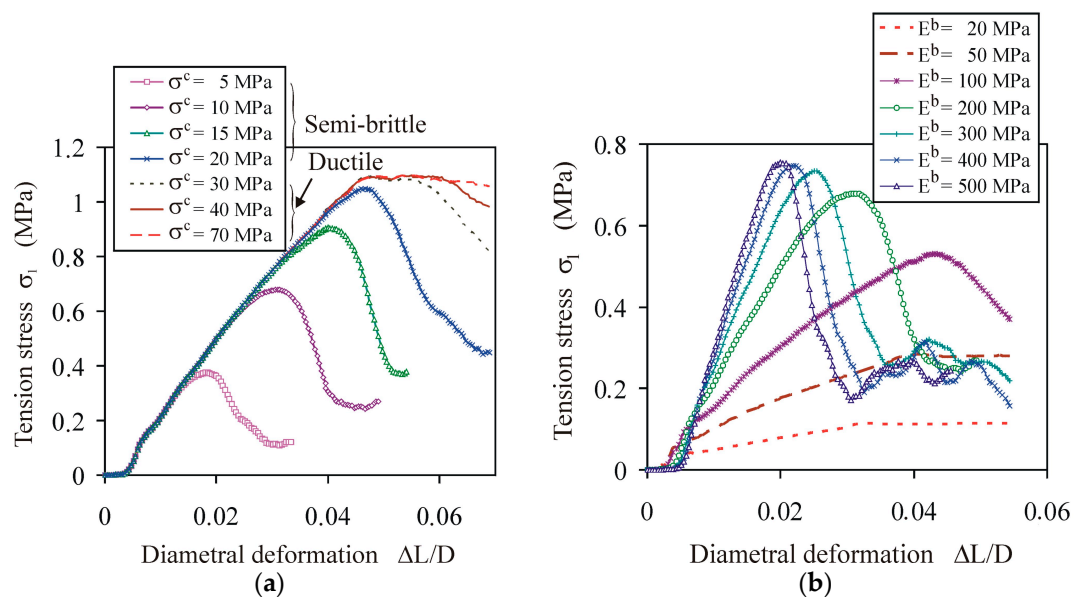 σᶜ = 5 MPa
σᶜ = 10 MPa
σᶜ = 15 MPa
σᶜ = 20 MPa
σᶜ = 30 MPa
σᶜ = 40 MPa
σᶜ = 70 MPa
Semi-brittle
Ductile
Tension stress σₗ (MPa)
1.2
1
0.8
0.6
0.4
0.2
0
0 0.02 0.04 0.06
Diametral deformation ΔL/D
(a)
Eᵇ= 20 MPa
Eᵇ= 50 MPa
Eᵇ= 100 MPa
Eᵇ= 200 MPa
Eᵇ= 300 MPa
Eᵇ= 400 MPa
Eᵇ= 500 MPa
Tension stress σₗ (MPa)
0.8
0.6
0.4
0.2
0
0 0.02 0.04 0.06
Diametral deformation ΔL/D
(b)